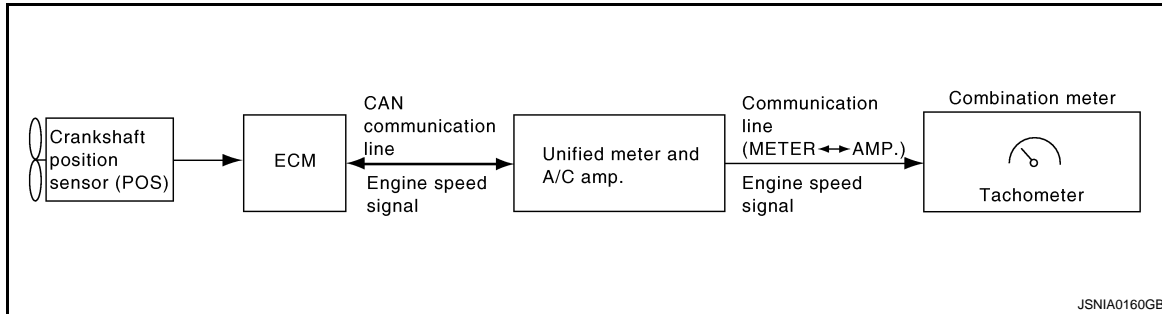 Crankshaft
position
sensor (POS)
ECM
CAN
communication
line
Engine speed
signal
Unified meter and
A/C amp.
Communication
line
(METER ↔ AMP.)
Engine speed
signal
Combination meter
Tachometer
JSNIA0160GB